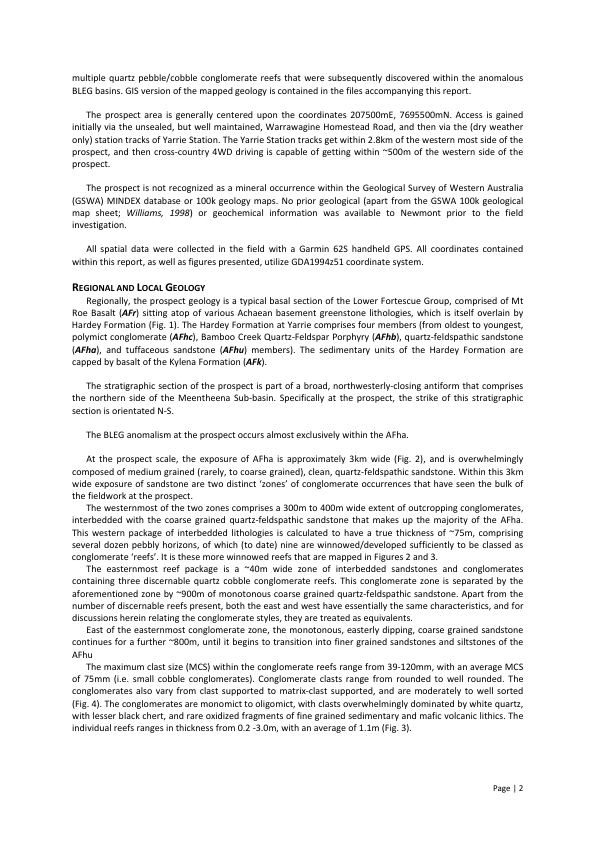 multiple quartz pebble/cobble conglomerate reefs that were subsequently discovered within the anomalous
BLEG basins. GIS version of the mapped geology is contained in the files accompanying this report.
The prospect area is generally centered upon the coordinates 207500mE, 7695500mN. Access is gained
initially via the unsealed, but well maintained, Warrawagine Homestead Road, and then via the (dry weather
only) station tracks of Yarrie Station. The Yarrie Station tracks get within 2.8km of the western most side of the
prospect, and then cross-country 4WD driving is capable of getting within ~500m of the western side of the
prospect.
The prospect is not recognized as a mineral occurrence within the Geological Survey of Western Australia
(GSWA) MINDEX database or 100k geology maps. No prior geological (apart from the GSWA 100k geological
map sheet; Williams, 1998) or geochemical information was available to Newmont prior to the field
investigation.
All spatial data were collected in the field with a Garmin 62S handheld GPS. All coordinates contained
within this report, as well as figures presented, utilize GDA1994z51 coordinate system.
REGIONAL AND LOCAL GEOLOGY
Regionally, the prospect geology is a typical basal section of the Lower Fortescue Group, comprised of Mt
Roe Basalt (AFr) sitting atop of various Achaean basement greenstone lithologies, which is itself overlain by
Hardey Formation (Fig. 1). The Hardey Formation at Yarrie comprises four members (from oldest to youngest,
polymict conglomerate (AFhc), Bamboo Creek Quartz-Feldspar Porphyry (AFhb), quartz-feldspathic sandstone
(AFha), and tuffaceous sandstone (AFhu) members). The sedimentary units of the Hardey Formation are
capped by basalt of the Kylena Formation (AFk).
The stratigraphic section of the prospect is part of a broad, northwesterly-closing antiform that comprises
the northern side of the Meentheena Sub-basin. Specifically at the prospect, the strike of this stratigraphic
section is orientated N-S.
The BLEG anomalism at the prospect occurs almost exclusively within the AFha.
At the prospect scale, the exposure of AFha is approximately 3km wide (Fig. 2), and is overwhelmingly
composed of medium grained (rarely, to coarse grained), clean, quartz-feldspathic sandstone. Within this 3km
wide exposure of sandstone are two distinct ‘zones’ of conglomerate occurrences that have seen the bulk of
the fieldwork at the prospect.
The westernmost of the two zones comprises a 300m to 400m wide extent of outcropping conglomerates,
interbedded with the coarse grained quartz-feldspathic sandstone that makes up the majority of the AFha.
This western package of interbedded lithologies is calculated to have a true thickness of ~75m, comprising
several dozen pebbly horizons, of which (to date) nine are winnowed/developed sufficiently to be classed as
conglomerate ‘reefs’. It is these more winnowed reefs that are mapped in Figures 2 and 3.
The easternmost reef package is a ~40m wide zone of interbedded sandstones and conglomerates
containing three discernable quartz cobble conglomerate reefs. This conglomerate zone is separated by the
aforementioned zone by ~900m of monotonous coarse grained quartz-feldspathic sandstone. Apart from the
number of discernable reefs present, both the east and west have essentially the same characteristics, and for
discussions herein relating the conglomerate styles, they are treated as equivalents.
East of the easternmost conglomerate zone, the monotonous, easterly dipping, coarse grained sandstone
continues for a further ~800m, until it begins to transition into finer grained sandstones and siltstones of the
AFhu
The maximum clast size (MCS) within the conglomerate reefs range from 39-120mm, with an average MCS
of 75mm (i.e. small cobble conglomerates). Conglomerate clasts range from rounded to well rounded. The
conglomerates also vary from clast supported to matrix-clast supported, and are moderately to well sorted
(Fig. 4). The conglomerates are monomict to oligomict, with clasts overwhelmingly dominated by white quartz,
with lesser black chert, and rare oxidized fragments of fine grained sedimentary and mafic volcanic lithics. The
individual reefs ranges in thickness from 0.2 -3.0m, with an average of 1.1m (Fig. 3).
Page | 2